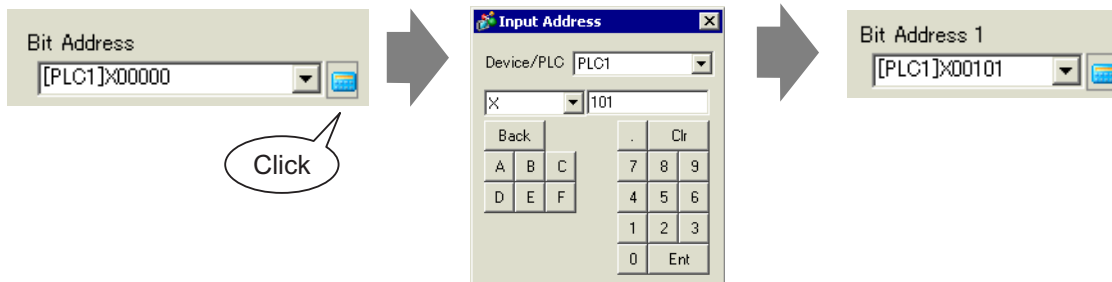 Bit Address
[PLC1]X00000
Click
Input Address
Device/PLC PLC1
X 101
Back . Clr
A B C 7 8 9
D E F 4 5 6
1 2 3
0 Ent
Bit Address 1
[PLC1]X00101